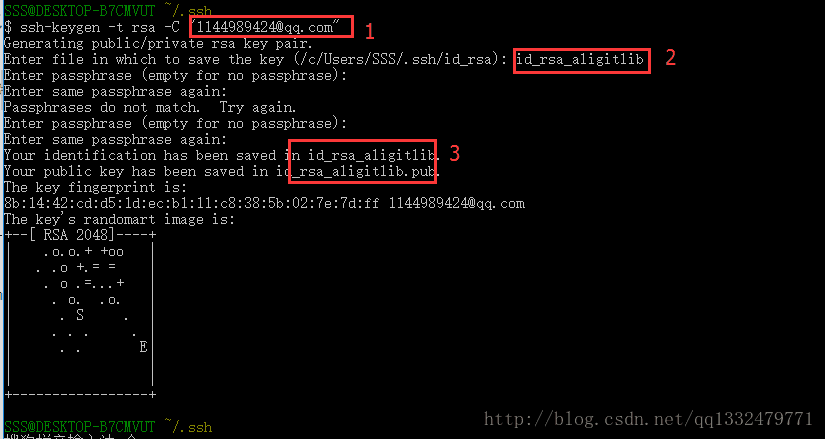 SSS@DESKTOP-B7CMVUT ~/.ssh
$ ssh-keygen -t rsa -C "1144989424@qq.com" 1
Generating public/private rsa key pair.
Enter file in which to save the key (/c/Users/SSS/.ssh/id_rsa): id_rsa_aligitlib 2
Enter passphrase (empty for no passphrase):
Enter same passphrase again:
Passphrases do not match.  Try again.
Enter passphrase (empty for no passphrase):
Enter same passphrase again:
Your identification has been saved in id_rsa_aligitlib. 3
Your public key has been saved in id_rsa_aligitlib.pub.
The key fingerprint is:
8b:14:42:cd:d5:1d:ec:b1:11:c8:38:5b:02:7e:7d:ff 1144989424@qq.com
The key's randomart image is:
+--[ RSA 2048]----+
|    .o.o.+ +oo   |
|   . .o +.= =    |
|    . o .=...+   |
|     . o.  .o.   |
|      . S     .  |
|     . . .     . |
|      . .       E|
|                 |
|                 |
+-----------------+
SSS@DESKTOP-B7CMVUT ~/.ssh
http://blog.csdn.net/qq1332479771